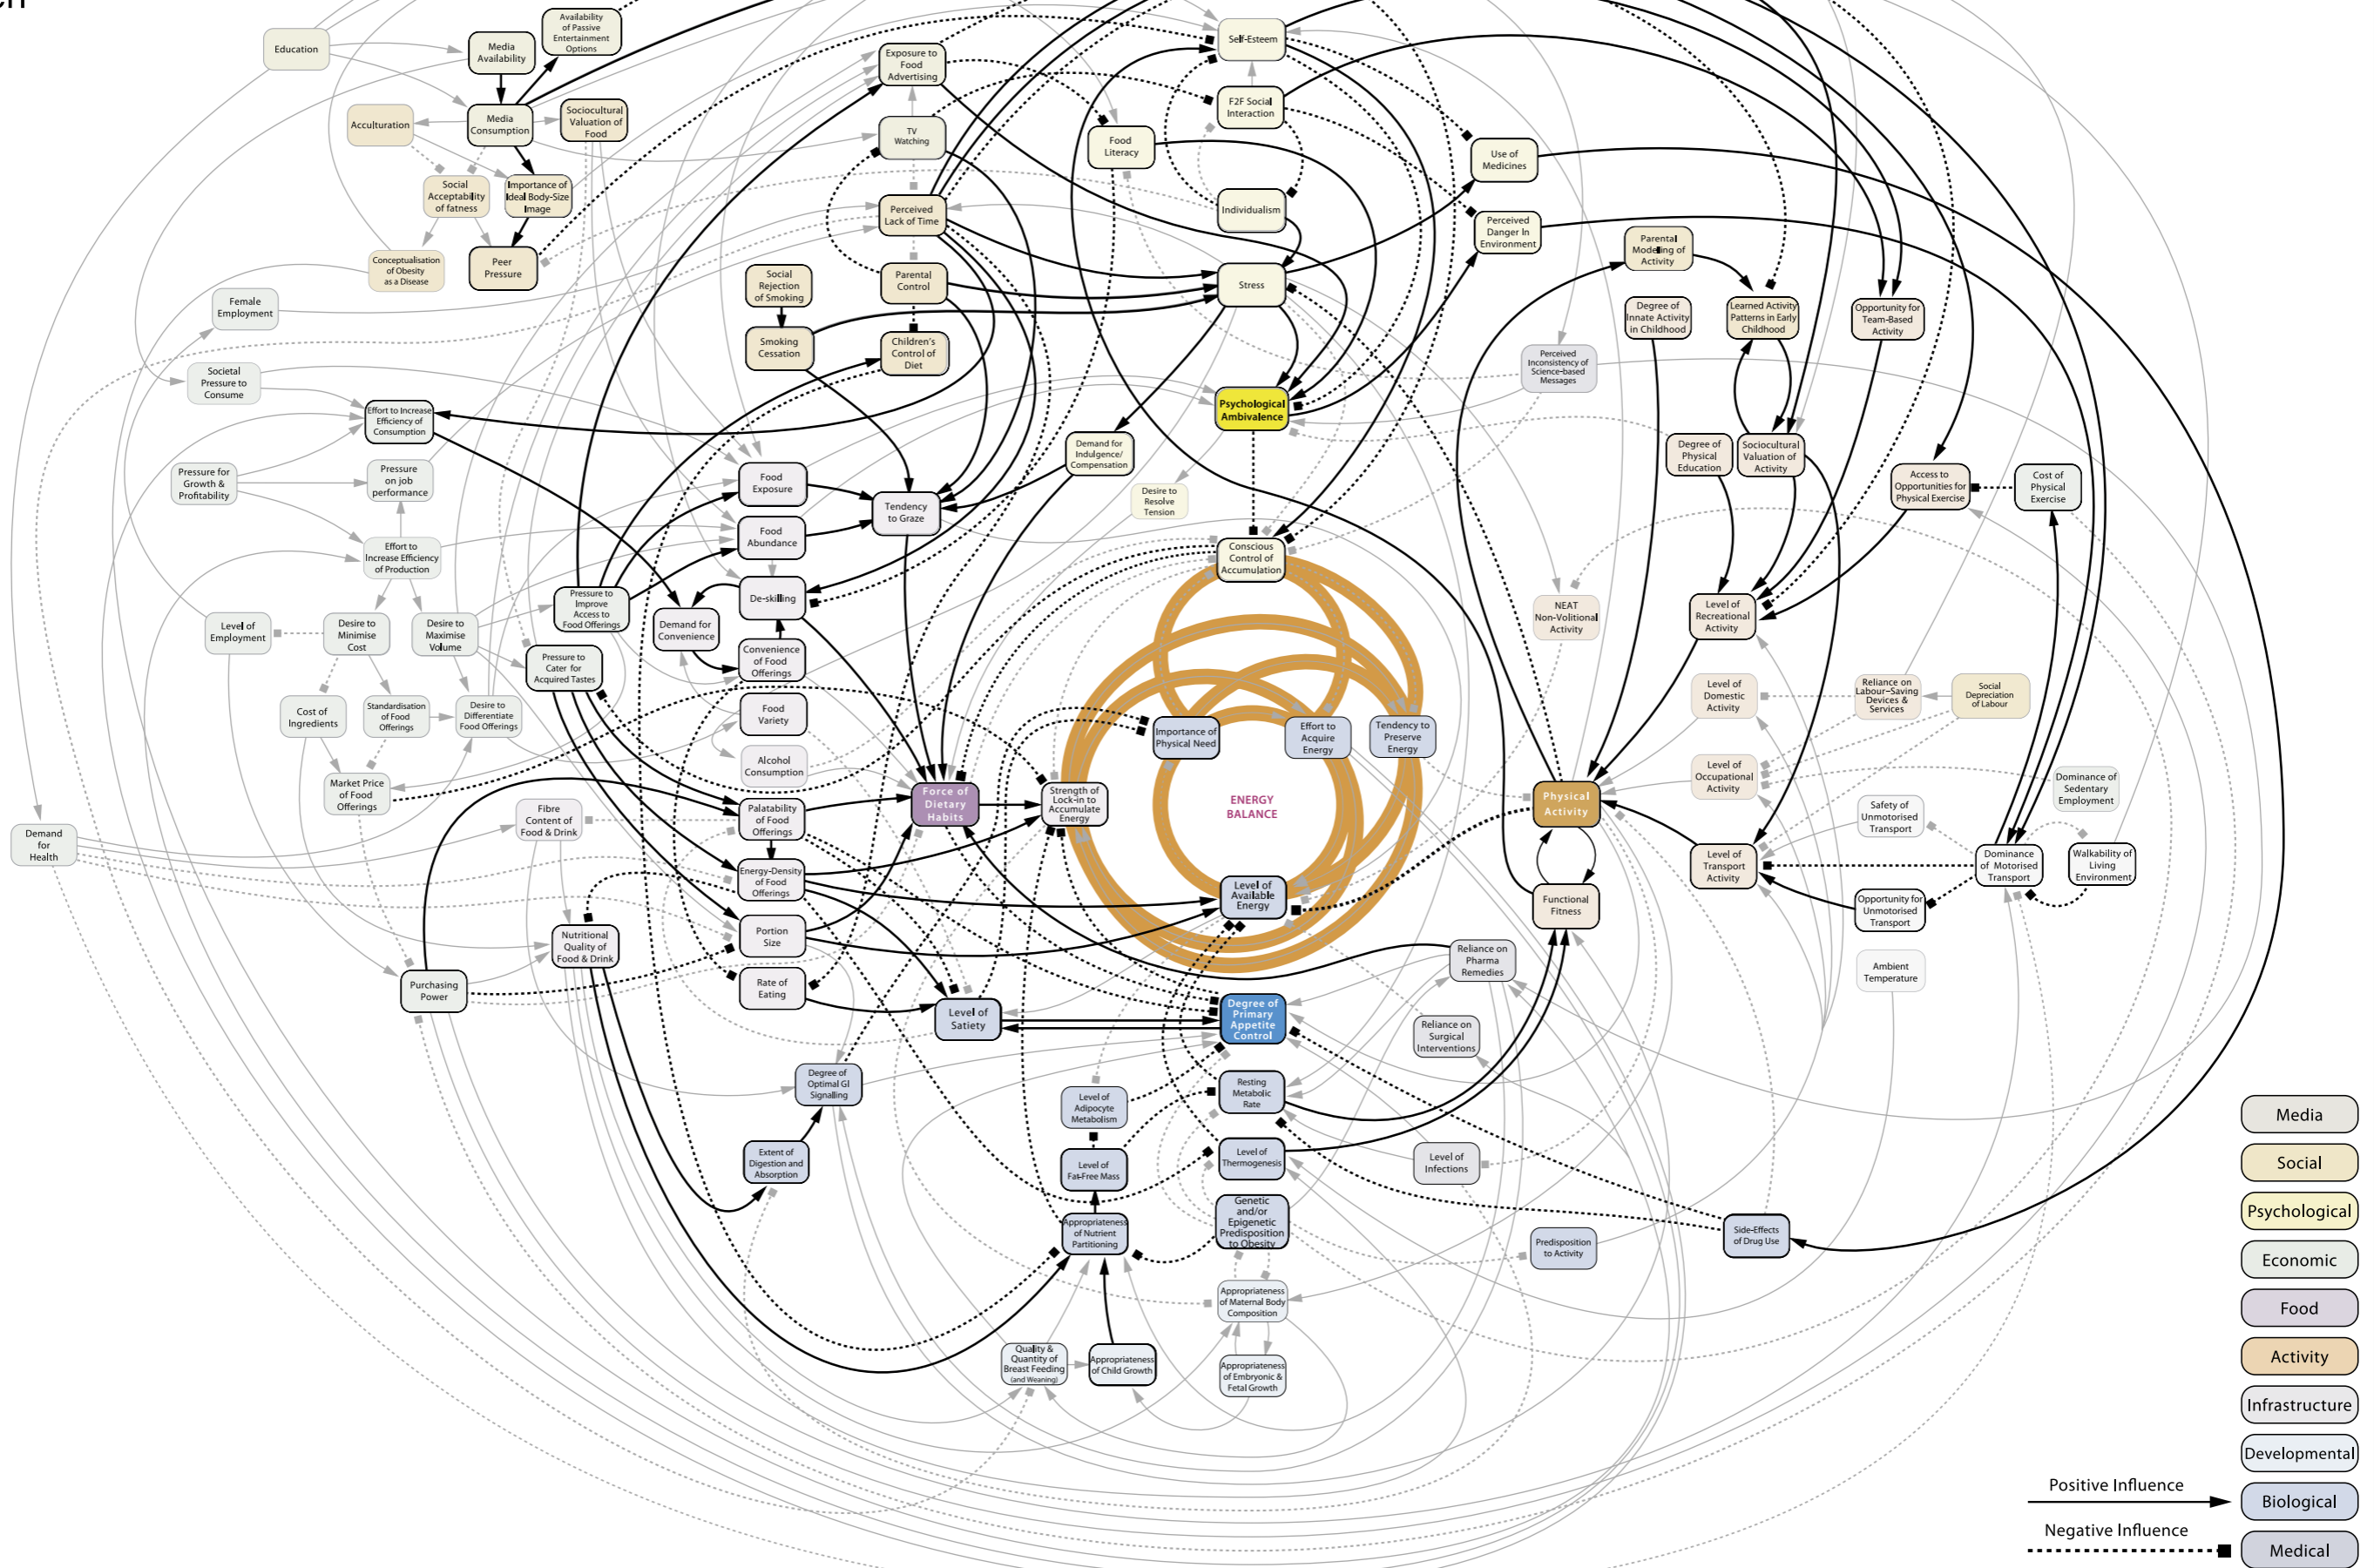 Availability
of Passive
Entertainment
Options
Education
Media
Availability
Self-Esteem
Exposure to
Food
Advertising
F2F Social
Interaction
Media
Consumption
Sociocultural
Valuation of
Food
Acculturation
TV
Watching
Food
Literacy
Use of
Medicines
Social
Acceptability
of fatness
Importance of
Ideal Body-Size
Image
Perceived
Lack of Time
Individualism
Perceived
Danger In
Environment
Parental
Modeling of
Activity
Conceptualisation
of Obesity
as a Disease
Peer
Pressure
Social
Rejection
of Smoking
Parental
Control
Stress
Female
Employment
Degree of
Innate Activity
in Childhood
Learned Activity
Patterns in Early
Childhood
Opportunity for
Team-Based
Activity
Smoking
Cessation
Children's
Control of
Diet
Perceived
Inconsistency of
Science-based
Messages
Societal
Pressure to
Consume
Effort to Increase
Efficiency of
Consumption
Psychological
Ambivalence
Demand for
Indulgence/
Compensation
Degree of
Physical
Education
Sociocultural
Valuation of
Activity
Pressure for
Growth &
Profitability
Pressure
on job
performance
Food
Exposure
Desire to
Resolve
Tension
Access to
Opportunities for
Physical Exercise
Cost of
Physical
Exercise
Tendency
to Graze
Food
Abundance
Effort to
Increase Efficiency
of Production
Conscious
Control of
Accumulation
De-skilling
Pressure to
Improve
Access to
Food Offerings
NEAT
Non-Volitional
Activity
Level of
Recreational
Activity
Level of
Employment
Desire to
Minimise
Cost
Desire to
Maximise
Volume
Demand for
Convenience
Convenience
of Food
Offerings
Pressure to
Cater for
Acquired Tastes
Level of
Domestic
Activity
Reliance on
Labour-Saving
Devices &
Services
Social
Depreciation
of Labour
Cost of
Ingredients
Standardisation
of Food
Offerings
Desire to
Differentiate
Food Offerings
Food
Variety
Importance of
Physical Need
Effort to
Acquire
Energy
Tendency to
Preserve
Energy
Alcohol
Consumption
Level of
Occupational
Activity
Dominance of
Sedentary
Employment
Market Price
of Food
Offerings
Force of
Dietary
Habits
Strength of
Lock-in to
Accumulate
Energy
ENERGY
BALANCE
Physical
Activity
Fibre
Content of
Food & Drink
Palatability
of Food
Offerings
Safety of
Unmotorised
Transport
Demand
for
Health
Energy-Density
of Food
Offerings
Level of
Transport
Activity
Dominance
of Motorised
Transport
Walkability of
Living
Environment
Level of
Available
Energy
Functional
Fitness
Opportunity for
Unmotorised
Transport
Portion
Size
Nutritional
Quality of
Food & Drink
Reliance on
Pharma
Remedies
Ambient
Temperature
Purchasing
Power
Rate of
Eating
Level of
Satiety
Degree of
Primary
Appetite
Control
Reliance on
Surgical
Interventions
Degree of
Optimal GI
Signalling
Level of
Adipocyte
Metabolism
Resting
Metabolic
Rate
Media
Extent of
Digestion and
Absorption
Level of
Fat-Free Mass
Level of
Thermogenesis
Level of
Infections
Social
Genetic
and/or
Epigenetic
Predisposition
to Obesity
Psychological
Appropriateness
of Nutrient
Partitioning
Predisposition
to Activity
Side-Effects
of Drug Use
Economic
Appropriateness
of Maternal Body
Composition
Food
Quality &
Quantity of
Breast Feeding
(and Weaning)
Appropriateness
of Child Growth
Appropriateness
of Embryonic &
Fetal Growth
Activity
Infrastructure
Developmental
Positive Influence
Biological
Negative Influence
Medical